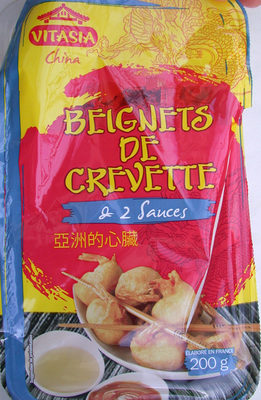 VITASIA
China
BEIGNETS
DE
CREVETTE
& 2 Sauces
亞洲的心臟
ÉLABORÉ EN FRANCE
200 g